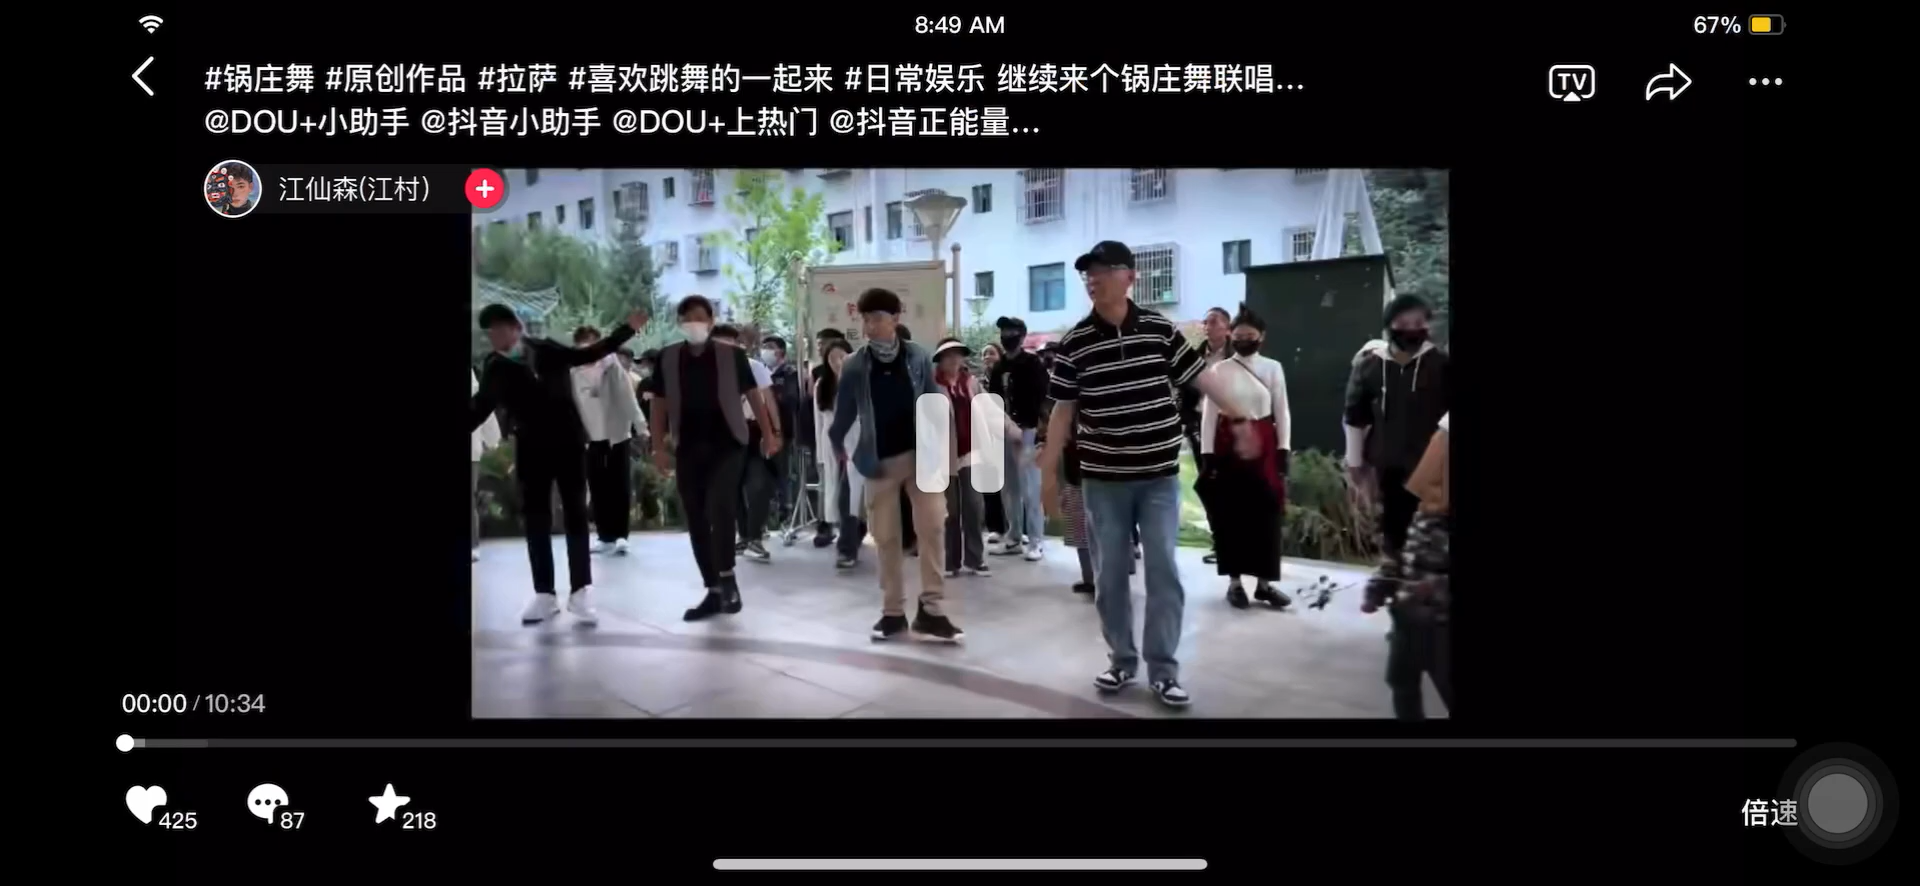 8:49 AM
67%
#锅庄舞 #原创作品 #拉萨 #喜欢跳舞的一起来 #日常娱乐 继续来个锅庄舞联唱...
@DOU+小助手 @抖音小助手 @DOU+上热门 @抖音正能量...
TV
江仙森(江村)
00:00 / 10:34
425
87
218
倍速